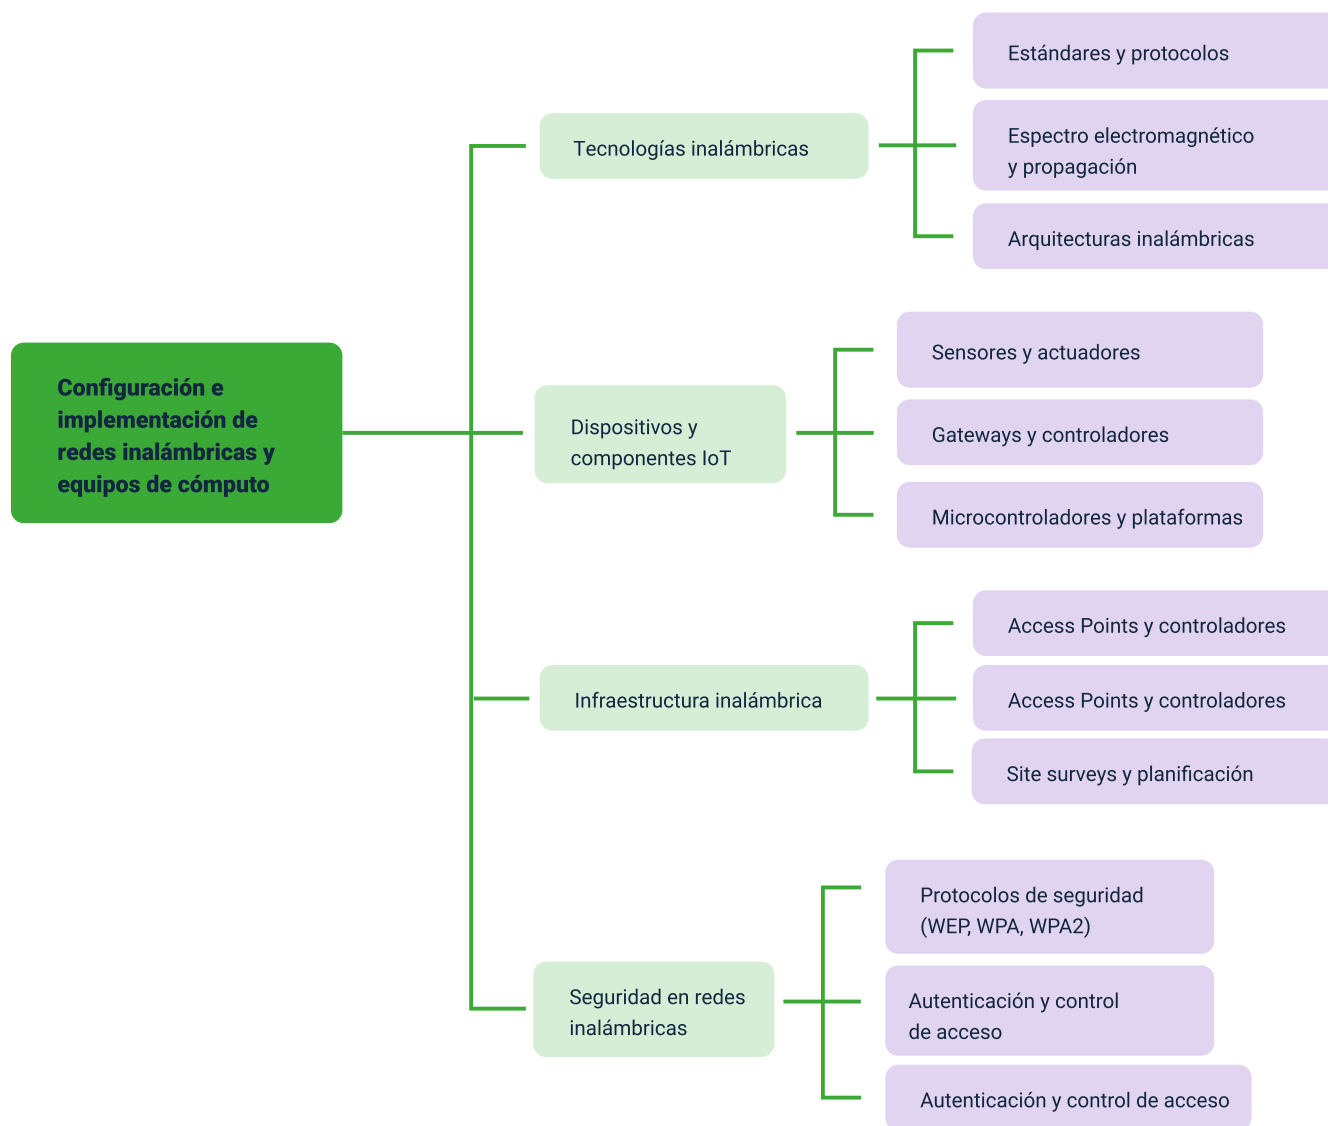 Configuración e
implementación de
redes inalámbricas y
equipos de cómputo
Tecnologías inalámbricas
Estándares y protocolos
Espectro electromagnético
y propagación
Arquitecturas inalámbricas
Dispositivos y
componentes IoT
Sensores y actuadores
Gateways y controladores
Microcontroladores y plataformas
Infraestructura inalámbrica
Access Points y controladores
Access Points y controladores
Site surveys y planificación
Seguridad en redes
inalámbricas
Protocolos de seguridad
(WEP, WPA, WPA2)
Autenticación y control
de acceso
Autenticación y control de acceso